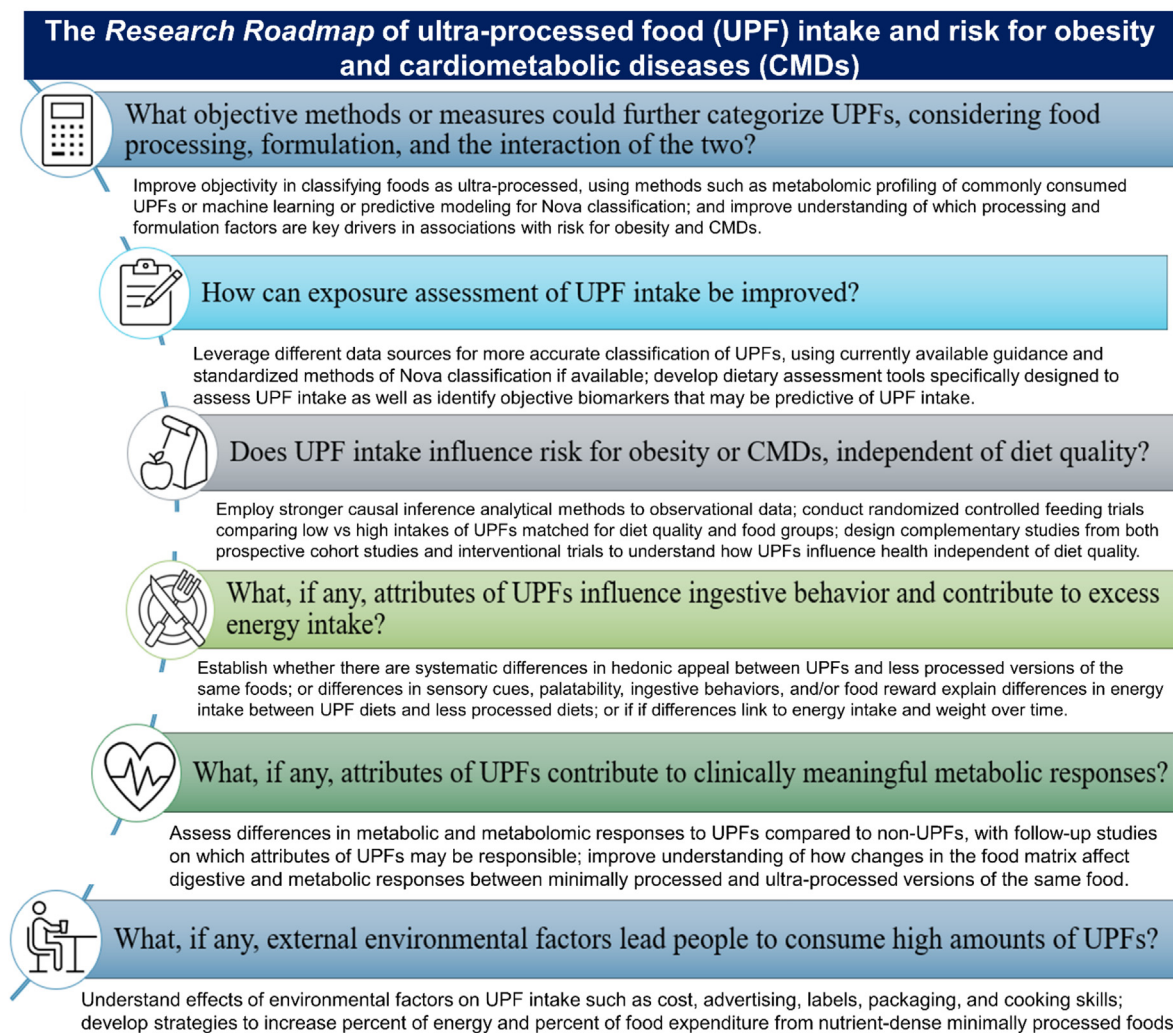 The Research Roadmap of ultra-processed food (UPF) intake and risk for obesity
and cardiometabolic diseases (CMDs)
What objective methods or measures could further categorize UPFs, considering food
processing, formulation, and the interaction of the two?
Improve objectivity in classifying foods as ultra-processed, using methods such as metabolomic profiling of commonly consumed
UPFs or machine learning or predictive modeling for Nova classification; and improve understanding of which processing and
formulation factors are key drivers in associations with risk for obesity and CMDs.
How can exposure assessment of UPF intake be improved?
Leverage different data sources for more accurate classification of UPFs, using currently available guidance and
standardized methods of Nova classification if available; develop dietary assessment tools specifically designed to
assess UPF intake as well as identify objective biomarkers that may be predictive of UPF intake.
Does UPF intake influence risk for obesity or CMDs, independent of diet quality?
Employ stronger causal inference analytical methods to observational data; conduct randomized controlled feeding trials
comparing low vs high intakes of UPFs matched for diet quality and food groups; design complementary studies from both
prospective cohort studies and interventional trials to understand how UPFs influence health independent of diet quality.
What, if any, attributes of UPFs influence ingestive behavior and contribute to excess
energy intake?
Establish whether there are systematic differences in hedonic appeal between UPFs and less processed versions of the
same foods; or differences in sensory cues, palatability, ingestive behaviors, and/or food reward explain differences in energy
intake between UPF diets and less processed diets; or if if differences link to energy intake and weight over time.
What, if any, attributes of UPFs contribute to clinically meaningful metabolic responses?
Assess differences in metabolic and metabolomic responses to UPFs compared to non-UPFs, with follow-up studies
on which attributes of UPFs may be responsible; improve understanding of how changes in the food matrix affect
digestive and metabolic responses between minimally processed and ultra-processed versions of the same food.
What, if any, external environmental factors lead people to consume high amounts of UPFs?
Understand effects of environmental factors on UPF intake such as cost, advertising, labels, packaging, and cooking skills;
develop strategies to increase percent of energy and percent of food expenditure from nutrient-dense minimally processed foods